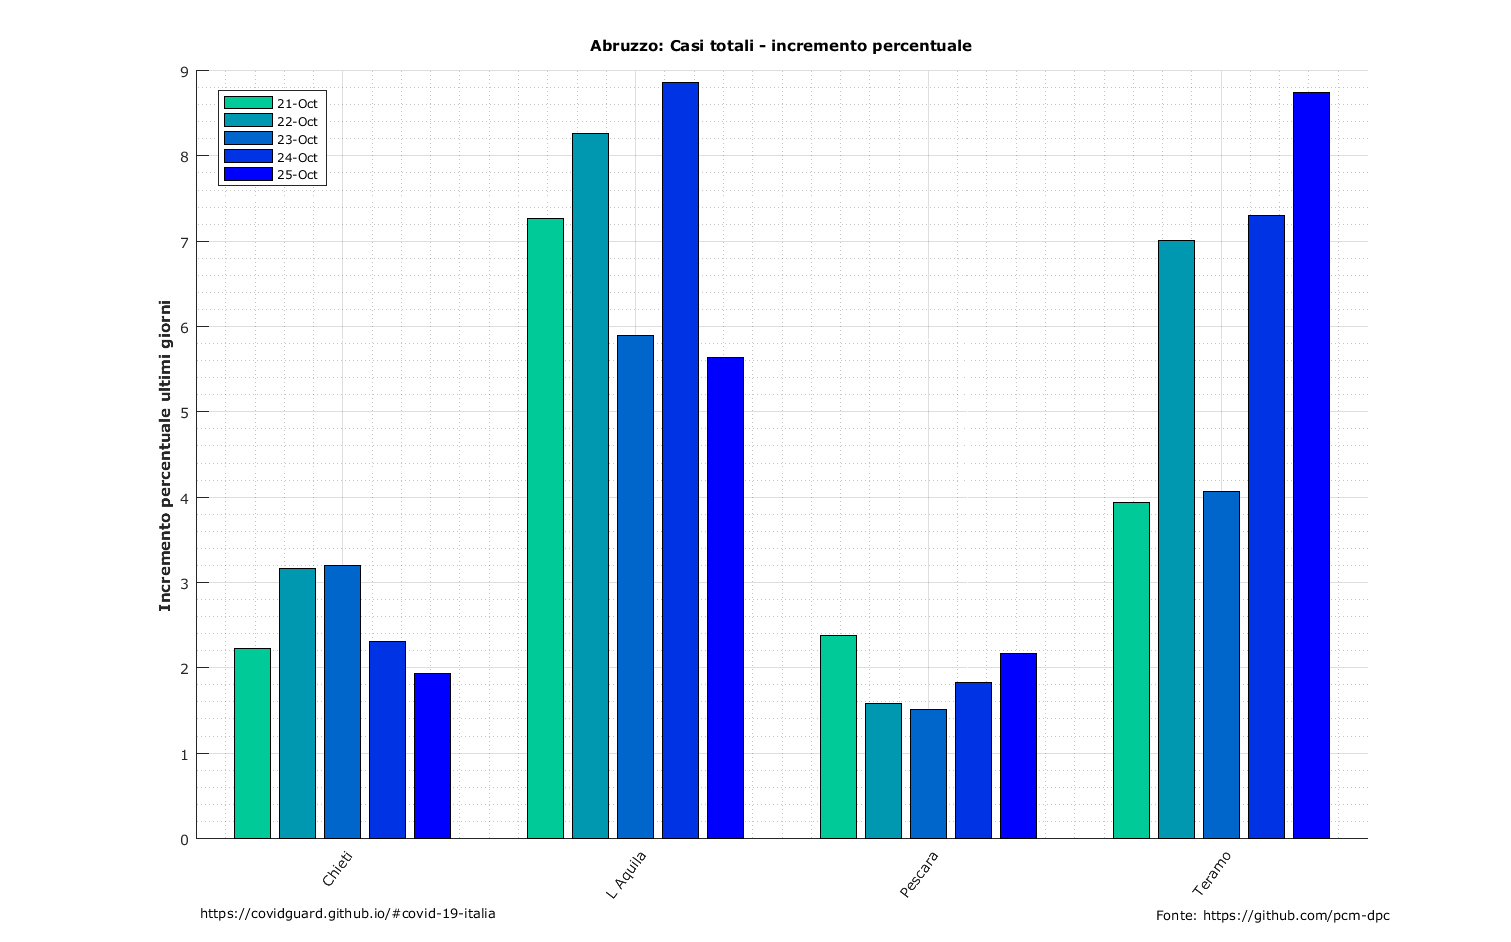 Abruzzo: Casi totali - incremento percentuale
9
8
7
6
5
4
3
2
1
0
Incremento percentuale ultimi giorni
21-Oct
22-Oct
23-Oct
24-Oct
25-Oct
Chieti
L Aquila
Pescara
Teramo
https://covidguard.github.io/#covid-19-italia
Fonte: https://github.com/pcm-dpc